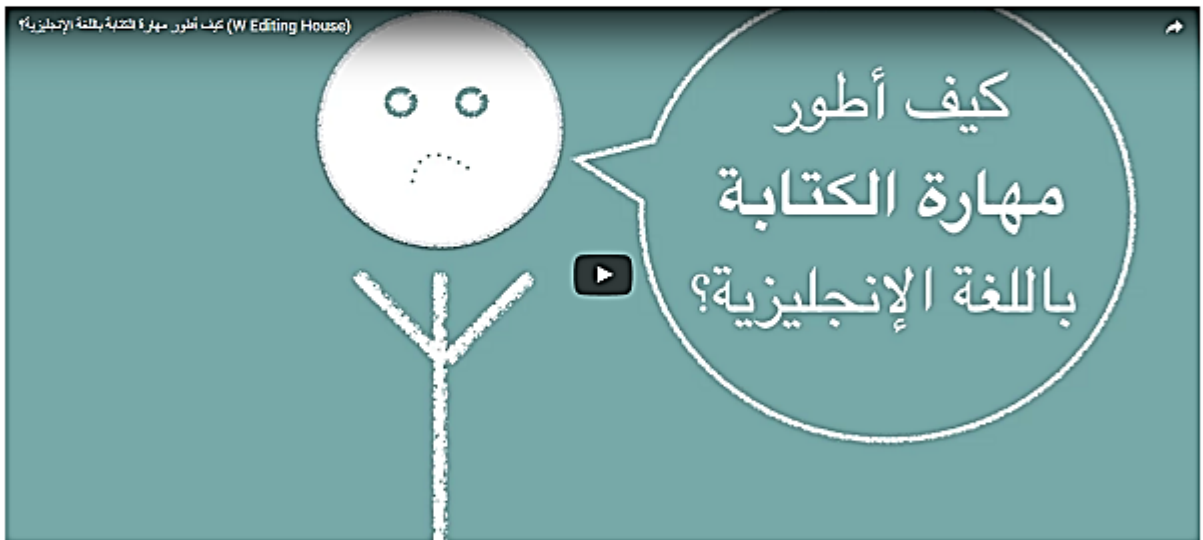 كيف أطور مهارة الكتابة باللغة الإنجليزية؟ (W Editing House)
كيف أطور
مهارة الكتابة
باللغة الإنجليزية؟